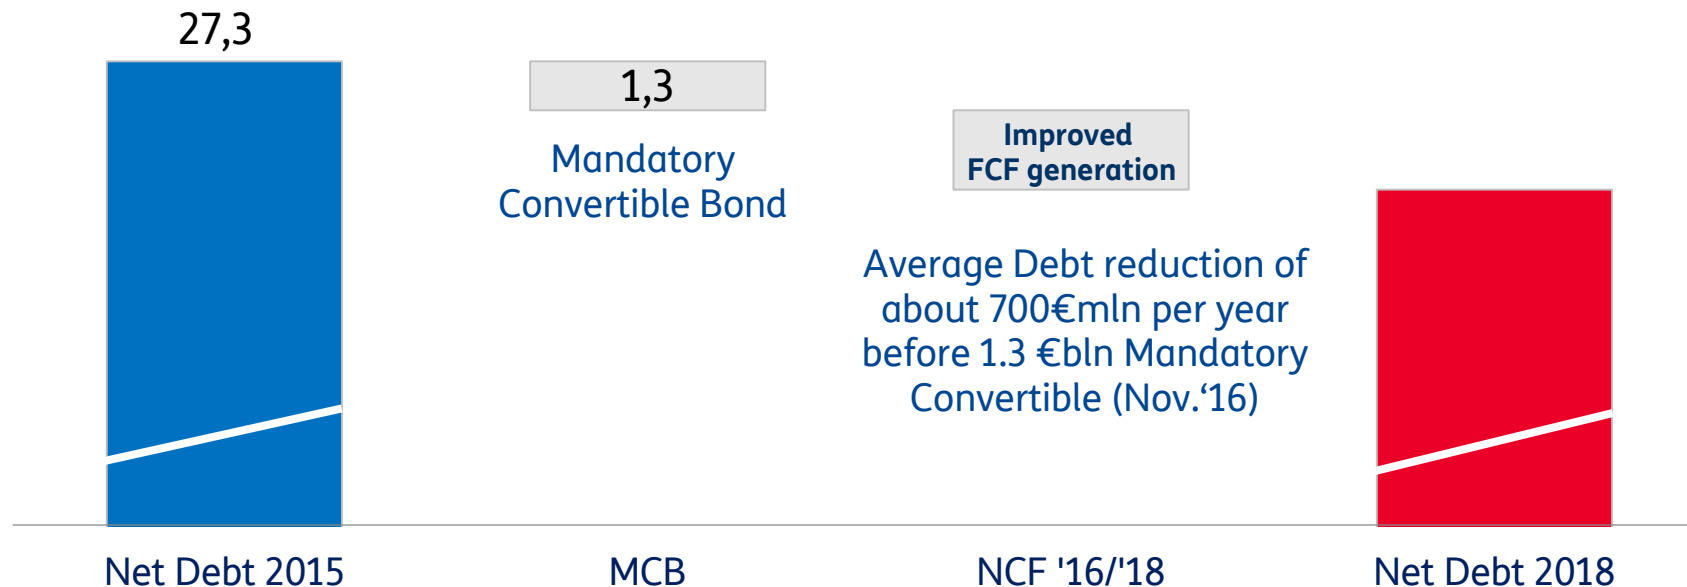 27,3
1,3
Mandatory
Convertible Bond
Improved
FCF generation
Average Debt reduction of
about 700€mln per year
before 1.3 €bln Mandatory
Convertible (Nov.‘16)
Net Debt 2015
MCB
NCF '16/'18
Net Debt 2018